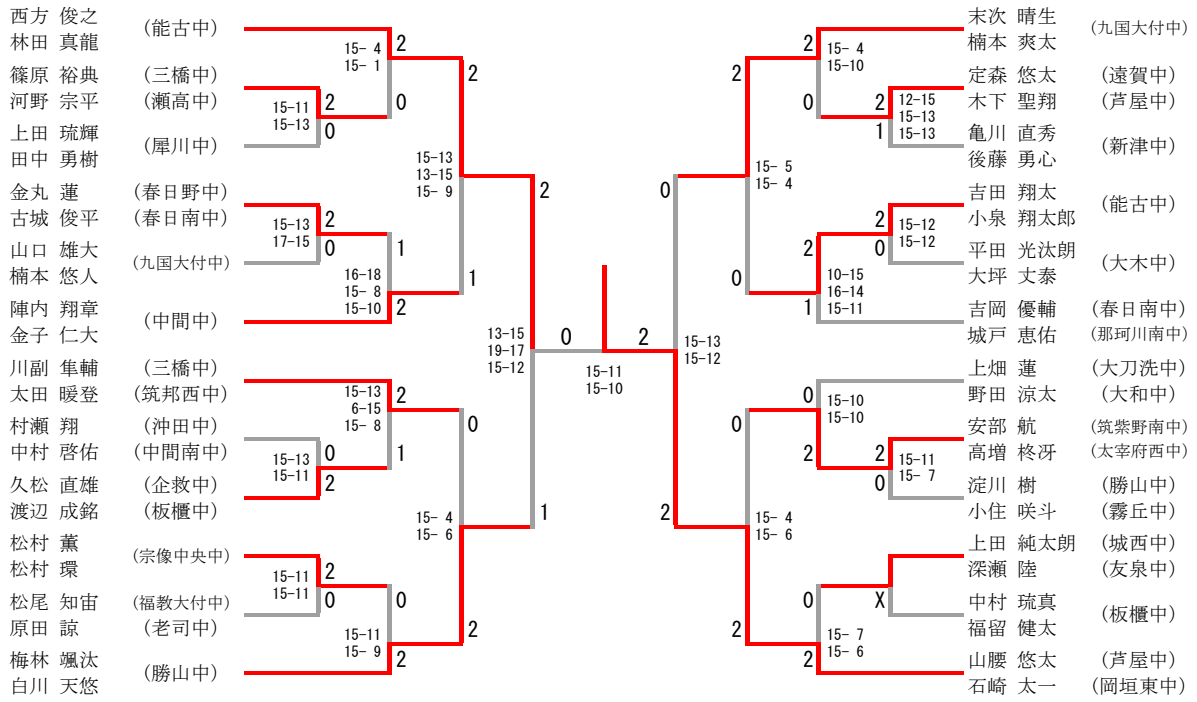 西方 俊之
林田 真龍
(能古中)
篠原 裕典 (三橋中)
河野 宗平 (瀬高中)
上田 琉輝
田中 勇樹
(犀川中)
金丸 蓮 (春日野中)
古城 俊平 (春日南中)
山口 雄大
楠本 悠人
(九国大付中)
陣内 翔章
金子 仁大
(中間中)
川副 隼輔 (三橋中)
太田 暖登 (筑邦西中)
村瀬 翔 (沖田中)
中村 啓佑 (中間南中)
久松 直雄 (企救中)
渡辺 成銘 (板櫃中)
松村 薫
松村 環
(宗像中央中)
松尾 知宙 (福教大付中)
原田 諒 (老司中)
梅林 颯汰
白川 天悠
(勝山中)
15- 4
15- 1
2
0
15-11
15-13
2
0
15-13
13-15
15- 9
2
1
15-13
17-15
2
0
16-18
15- 8
15-10
1
2
13-15
19-17
15-12
2
1
15-13
6-15
15- 8
2
1
15-13
15-11
0
2
15- 4
15- 6
0
2
15-11
15-11
2
0
15-11
15- 9
0
2
0
2
15-11
15-10
15-13
15-12
0
2
15- 5
15- 4
2
0
15- 4
15-10
2
0
12-15
15-13
15-13
2
1
15-12
15-12
2
0
10-15
16-14
15-11
2
1
15- 4
15- 6
0
2
15-10
15-10
0
2
15-11
15- 7
2
0
X
15- 7
15- 6
0
2
末次 晴生
楠本 爽太
(九国大付中)
定森 悠太 (遠賀中)
木下 聖翔 (芦屋中)
亀川 直秀
後藤 勇心
(新津中)
吉田 翔太
小泉 翔太郎
(能古中)
平田 光汰朗
大坪 丈泰
(大木中)
吉岡 優輔 (春日南中)
城戸 恵佑 (那珂川南中)
上畑 蓮 (大刀洗中)
野田 涼太 (大和中)
安部 航 (筑紫野南中)
高増 柊冴 (太宰府西中)
淀川 樹 (勝山中)
小住 咲斗 (霧丘中)
上田 純太朗 (城西中)
深瀬 陸 (友泉中)
中村 琉真
福留 健太
(板櫃中)
山腰 悠太 (芦屋中)
石崎 太一 (岡垣東中)